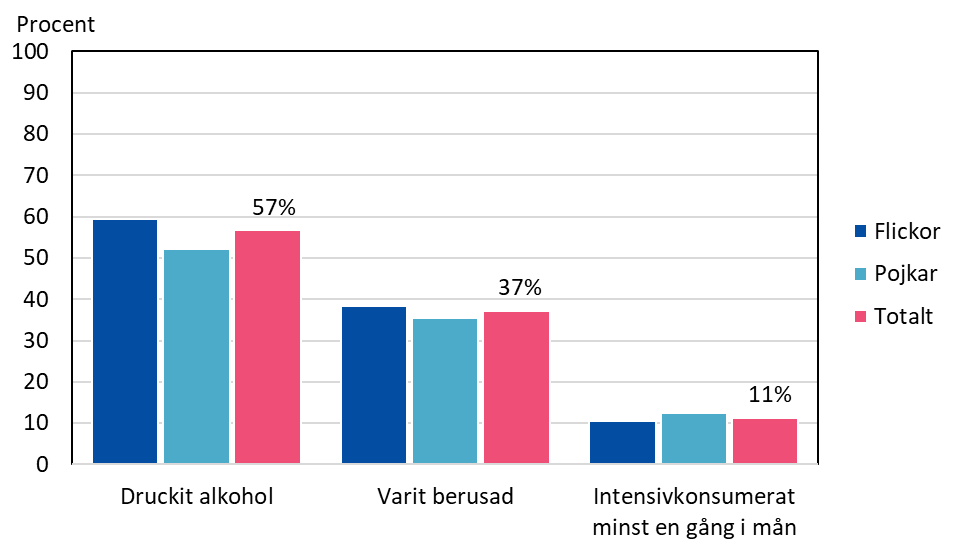 Procent
100
90
80
70
60
50
40
30
20
10
0
57%
37%
11%
Druckit alkohol
Varit berusad
Intensivkonsumerat
minst en gång i mån
Flickor
Pojkar
Totalt